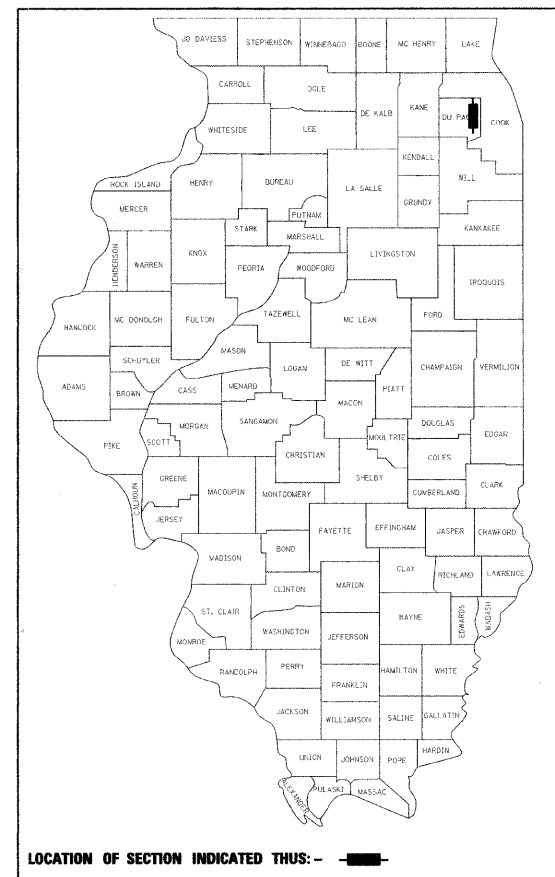 JO DAVIESS STEPHENSON WINNEBAGO BOONE MC HENRY LAKE
CARROLL OGLE
DE KALB KANE DU PAG COOK
WHITESIDE LEE
KENDALL
ROCK ISLAND HENRY BUREAU LA SALLE WILL
MERCER PUTNAM GRUNDY
STARK MARSHALL KANKAKEE
HENDERSON WARREN KNOX PEORIA WOODFORD LIVINGSTON
IROQUOIS
TAZEWELL FORD
HANCOCK MC DONOUGH FULTON MC LEAN
MASON
SCHUYLER LOGAN DE WITT
ADAMS BROWN CASS MENARD MACON PIATT CHAMPAIGN VERMILION
MORGAN SANGAMON DOUGLAS
PIKE SCOTT CHRISTIAN MOULTRIE COLES EDGAR
GREENE SHELBY
CALHOUN MACOUPIN MONTGOMERY CUMBERLAND CLARK
JERSEY
FAYETTE EFFINGHAM JASPER CRAWFORD
MADISON BOND
CLAY RICHLAND LAWRENCE
CLINTON MARION
ST. CLAIR WAYNE EDWARDS WABASH
MONROE WASHINGTON JEFFERSON
RANDOLPH PERRY HAMILTON WHITE
FRANKLIN
JACKSON WILLIAMSON SALINE GALLATIN
UNION JOHNSON POPE HARDIN
ALEXANDER PULASKI MASSAC
LOCATION OF SECTION INDICATED THUS: -